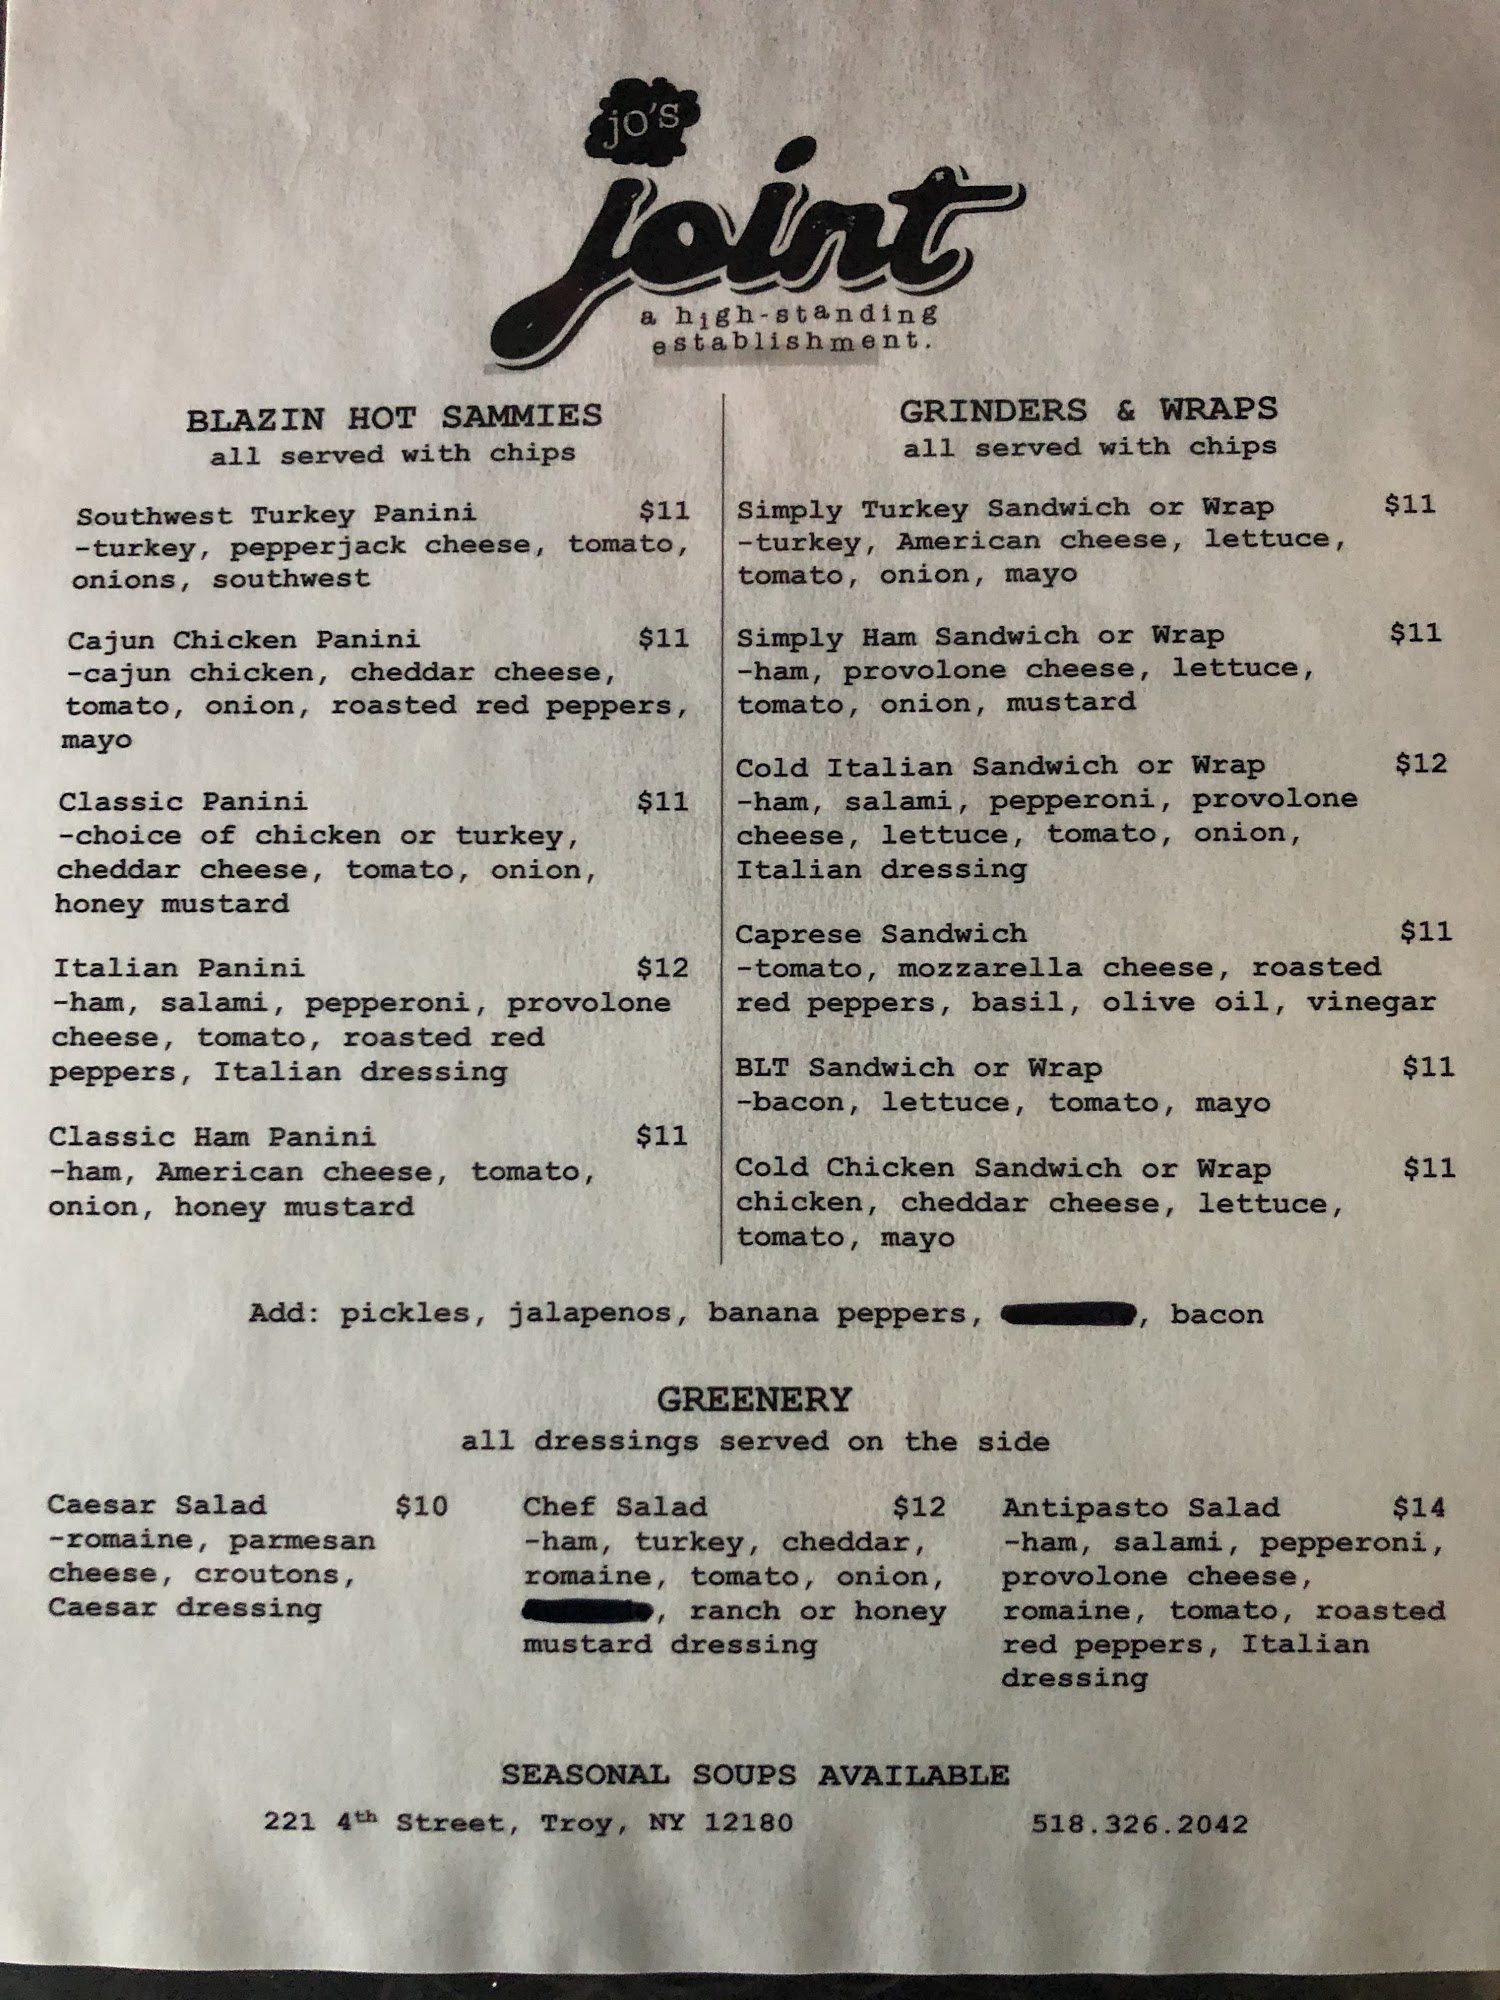 jo's
joint
a high-standing
establishment.
BLAZIN HOT SAMMIES
all served with chips
Southwest Turkey Panini $11
-turkey, pepperjack cheese, tomato,
onions, southwest
Cajun Chicken Panini $11
-cajun chicken, cheddar cheese,
tomato, onion, roasted red peppers,
mayo
Classic Panini $11
-choice of chicken or turkey,
cheddar cheese, tomato, onion,
honey mustard
Italian Panini $12
-ham, salami, pepperoni, provolone
cheese, tomato, roasted red
peppers, Italian dressing
Classic Ham Panini $11
-ham, American cheese, tomato,
onion, honey mustard
GRINDERS & WRAPS
all served with chips
Simply Turkey Sandwich or Wrap $11
-turkey, American cheese, lettuce,
tomato, onion, mayo
Simply Ham Sandwich or Wrap $11
-ham, provolone cheese, lettuce,
tomato, onion, mustard
Cold Italian Sandwich or Wrap $12
-ham, salami, pepperoni, provolone
cheese, lettuce, tomato, onion,
Italian dressing
Caprese Sandwich $11
-tomato, mozzarella cheese, roasted
red peppers, basil, olive oil, vinegar
BLT Sandwich or Wrap $11
-bacon, lettuce, tomato, mayo
Cold Chicken Sandwich or Wrap $11
chicken, cheddar cheese, lettuce,
tomato, mayo
Add: pickles, jalapenos, banana peppers, , bacon
GREENERY
all dressings served on the side
Caesar Salad $10
-romaine, parmesan
cheese, croutons,
Caesar dressing
Chef Salad $12
-ham, turkey, cheddar,
romaine, tomato, onion,
, ranch or honey
mustard dressing
Antipasto Salad $14
-ham, salami, pepperoni,
provolone cheese,
romaine, tomato, roasted
red peppers, Italian
dressing
SEASONAL SOUPS AVAILABLE
221 4th Street, Troy, NY 12180 518.326.2042